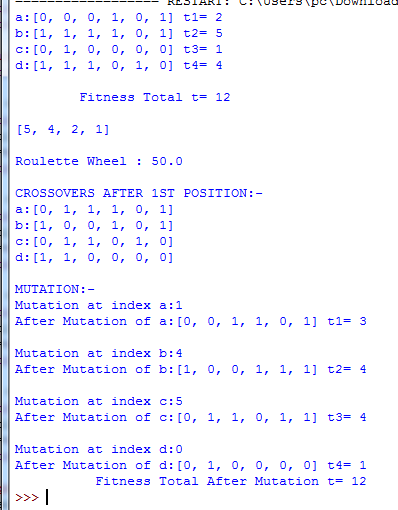 ================== RESTART: C:\Users\pc\Download
a:[0, 0, 0, 1, 0, 1] t1= 2
b:[1, 1, 1, 1, 0, 1] t2= 5
c:[0, 1, 0, 0, 0, 0] t3= 1
d:[1, 1, 1, 0, 1, 0] t4= 4
Fitness Total t= 12
[5, 4, 2, 1]
Roulette Wheel : 50.0
CROSSOVERS AFTER 1ST POSITION:-
a:[0, 1, 1, 1, 0, 1]
b:[1, 0, 0, 1, 0, 1]
c:[0, 1, 1, 0, 1, 0]
d:[1, 1, 0, 0, 0, 0]
MUTATION:-
Mutation at index a:1
After Mutation of a:[0, 0, 1, 1, 0, 1] t1= 3
Mutation at index b:4
After Mutation of b:[1, 0, 0, 1, 1, 1] t2= 4
Mutation at index c:5
After Mutation of c:[0, 1, 1, 0, 1, 1] t3= 4
Mutation at index d:0
After Mutation of d:[0, 1, 0, 0, 0, 0] t4= 1
Fitness Total After Mutation t= 12
>>>